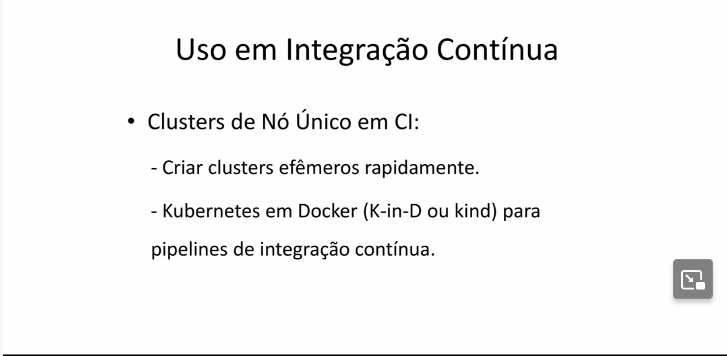 Uso em Integração Contínua
• Clusters de Nó Único em CI:
- Criar clusters efêmeros rapidamente.
- Kubernetes em Docker (K-in-D ou kind) para
pipelines de integração contínua.